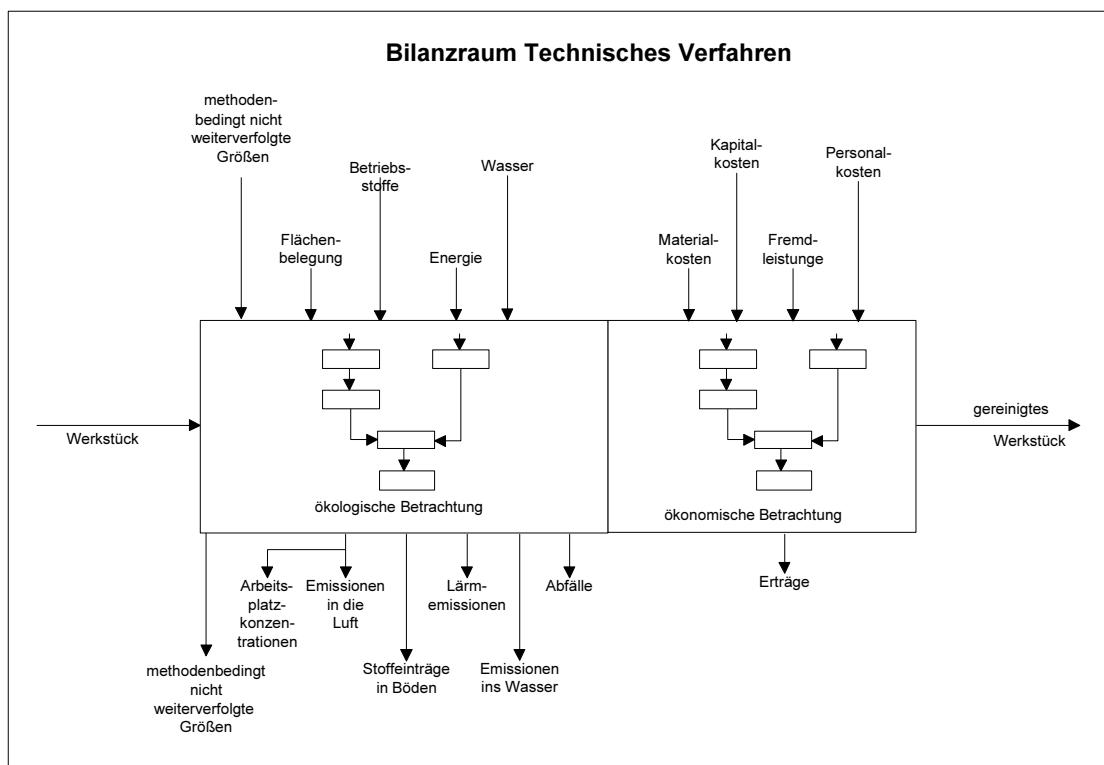 Bilanzraum Technisches Verfahren
methoden-
bedingt nicht
weiterverfolgte
Größen
Betriebs-
stoffe
Wasser
Kapital-
kosten
Personal-
kosten
Flächen-
belegung
Energie
Material-
kosten
Fremd-
leistunge
Werkstück
gereinigtes
Werkstück
ökologische Betrachtung
ökonomische Betrachtung
Arbeits-
platz-
konzen-
trationen
Emissionen
in die
Luft
Lärm-
emissionen
Abfälle
Erträge
methodenbedingt
nicht
weiterverfolgte
Größen
Stoffeinträge
in Böden
Emissionen
ins Wasser